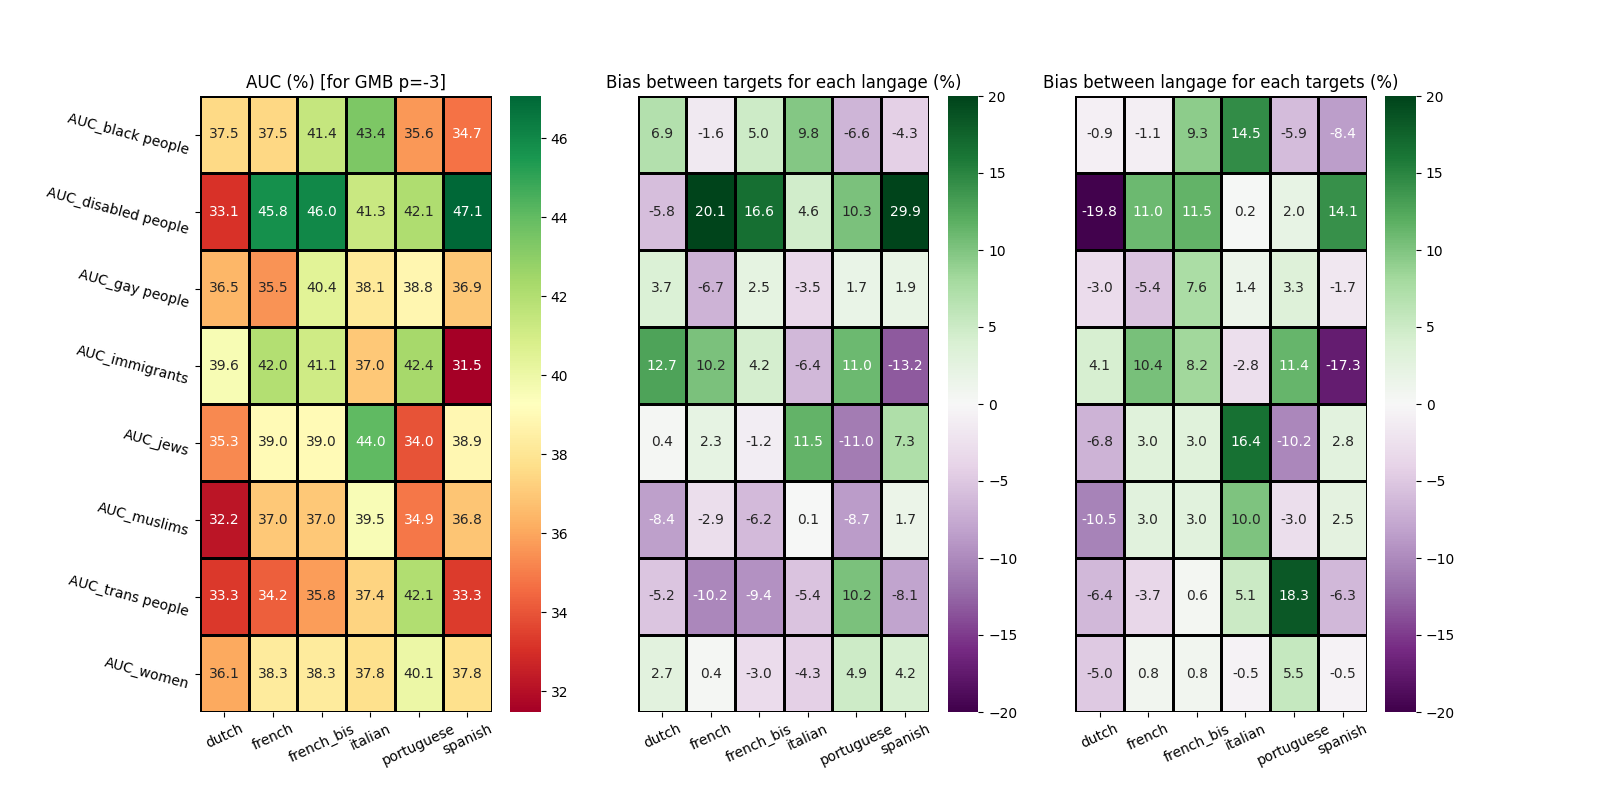 AUC (%) [for GMB p=-3]
Bias between targets for each langage (%)
Bias between langage for each targets (%)
AUC_black people
37.5 37.5 41.4 43.4 35.6 34.7
6.9 -1.6 5.0 9.8 -6.6 -4.3
-0.9 -1.1 9.3 14.5 -5.9 -8.4
AUC_disabled people
33.1 45.8 46.0 41.3 42.1 47.1
-5.8 20.1 16.6 4.6 10.3 29.9
-19.8 11.0 11.5 0.2 2.0 14.1
AUC_gay people
36.5 35.5 40.4 38.1 38.8 36.9
3.7 -6.7 2.5 -3.5 1.7 1.9
-3.0 -5.4 7.6 1.4 3.3 -1.7
AUC_immigrants
39.6 42.0 41.1 37.0 42.4 31.5
12.7 10.2 4.2 -6.4 11.0 -13.2
4.1 10.4 8.2 -2.8 11.4 -17.3
AUC_jews
35.3 39.0 39.0 44.0 34.0 38.9
0.4 2.3 -1.2 11.5 -11.0 7.3
-6.8 3.0 3.0 16.4 -10.2 2.8
AUC_muslims
32.2 37.0 37.0 39.5 34.9 36.8
-8.4 -2.9 -6.2 0.1 -8.7 1.7
-10.5 3.0 3.0 10.0 -3.0 2.5
AUC_trans people
33.3 34.2 35.8 37.4 42.1 33.3
-5.2 -10.2 -9.4 -5.4 10.2 -8.1
-6.4 -3.7 0.6 5.1 18.3 -6.3
AUC_women
36.1 38.3 38.3 37.8 40.1 37.8
2.7 0.4 -3.0 -4.3 4.9 4.2
-5.0 0.8 0.8 -0.5 5.5 -0.5
dutch french french_bis italian portuguese spanish
dutch french french_bis italian portuguese spanish
dutch french french_bis italian portuguese spanish
46
44
42
40
38
36
34
32
20
15
10
5
0
−5
−10
−15
−20
20
15
10
5
0
−5
−10
−15
−20